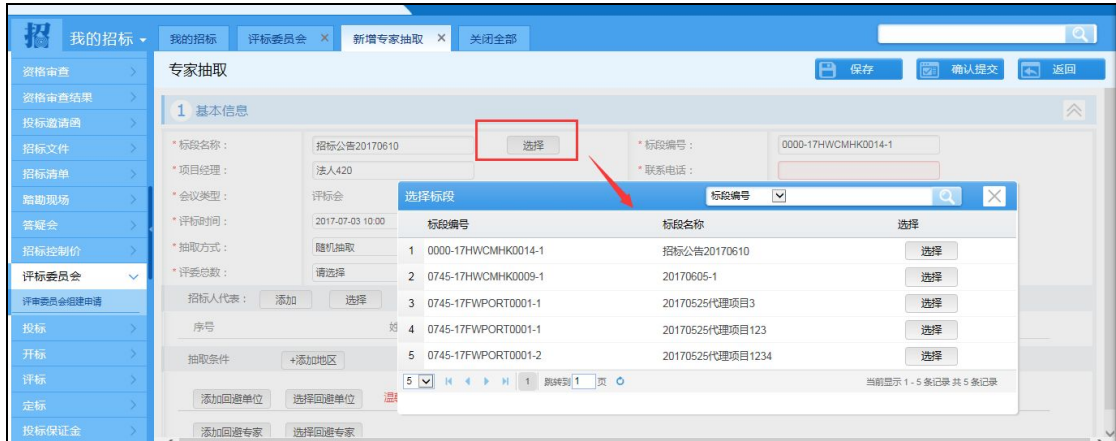 招 我的招标 我的招标 评标委员会 × 新增专家抽取 × 关闭全部
资格审查
资格审查结果
投标邀请函
招标文件
招标清单
踏勘现场
答疑会
招标控制价
评标委员会
评审委员会组建申请
投标
开标
评标
定标
投标保证金
专家抽取 保存 确认提交 返回
1 基本信息
*标段名称： 招标公告20170610 选择 *标段编号： 0000-17HWCMHK0014-1
*项目经理： 法人420 *联系电话：
*会议类型： 评标会
*评标时间： 2017-07-03 10:00
*抽取方式： 随机抽取
*评委总数： 请选择
招标人代表： 添加 选择
序号
抽取条件 +添加地区
添加回避单位 选择回避单位
添加回避专家 选择回避专家
选择标段 标段编号
标段编号 标段名称 选择
1 0000-17HWCMHK0014-1 招标公告20170610 选择
2 0745-17HWCMHK0009-1 20170605-1 选择
3 0745-17FWPORT0001-1 20170525代理项目3 选择
4 0745-17FWPORT0001-1 20170525代理项目123 选择
5 0745-17FWPORT0001-2 20170525代理项目1234 选择
5 1 跳转到 1 页 当前显示 1 - 5 条记录 共 5 条记录